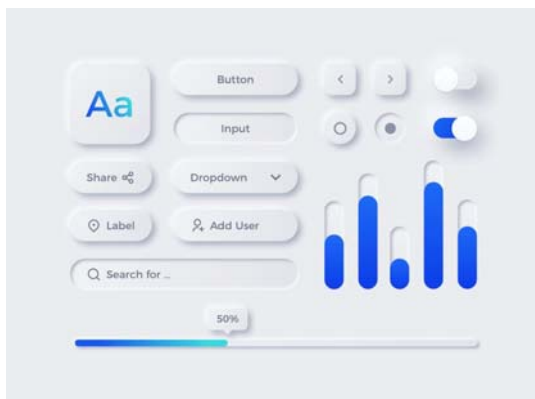 Aa
Button
Input
Share
Dropdown
Label
Add User
Search for ...
50%